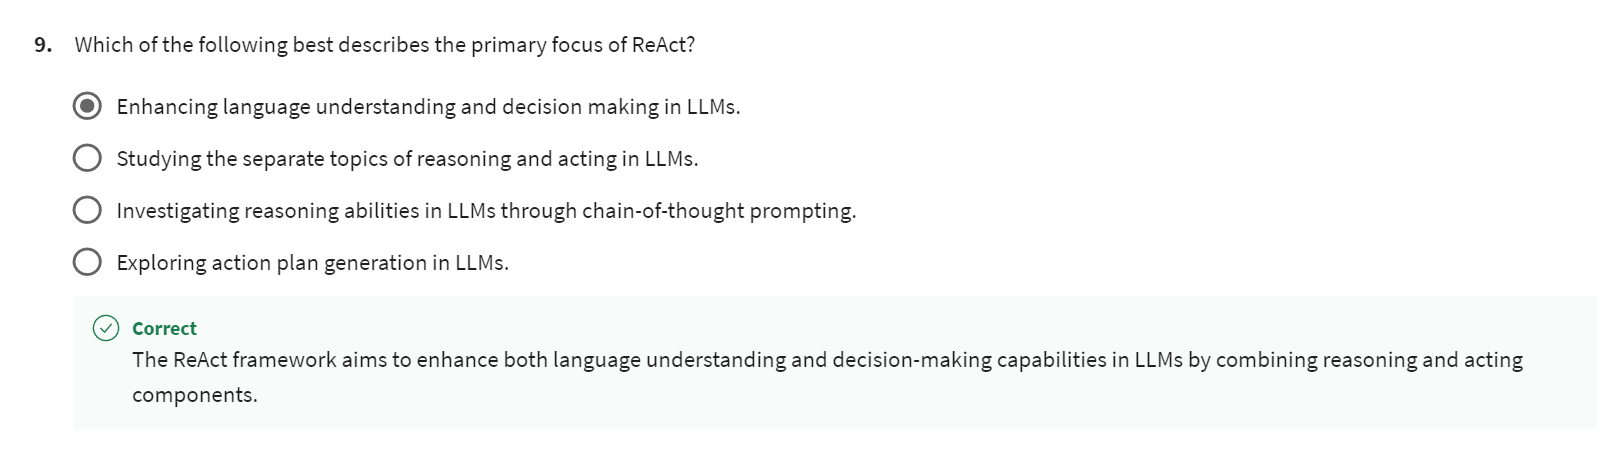 9. Which of the following best describes the primary focus of ReAct?
Enhancing language understanding and decision making in LLMs.
Studying the separate topics of reasoning and acting in LLMs.
Investigating reasoning abilities in LLMs through chain-of-thought prompting.
Exploring action plan generation in LLMs.
Correct
The ReAct framework aims to enhance both language understanding and decision-making capabilities in LLMs by combining reasoning and acting
components.